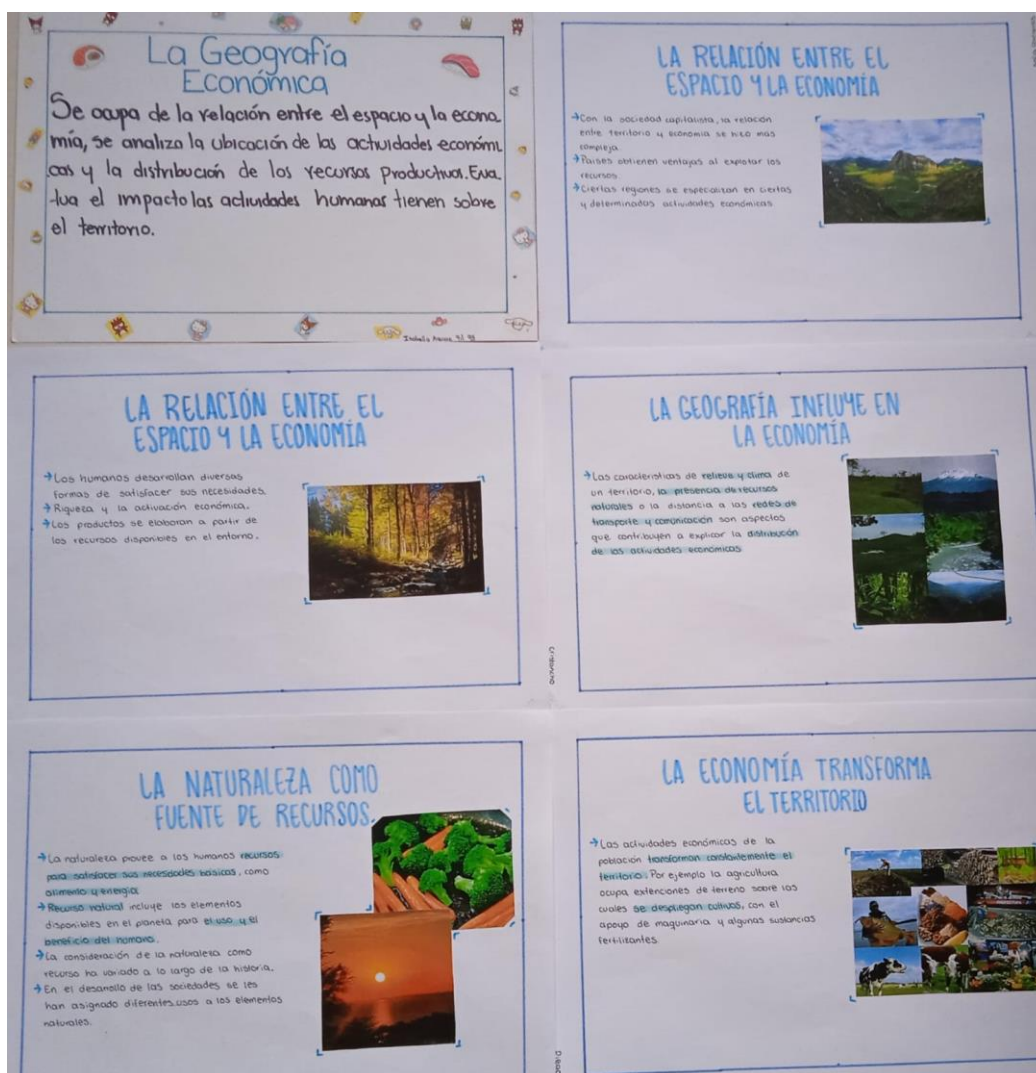 La Geografía
Económica
Se ocupa de la relación entre el espacio y la econo-
mía, se analiza la ubicación de las actividades económi
cas y la distribución de los recursos productivos. Eva-
lua el impacto las actividades humanas tienen sobre
el territorio.
LA RELACIÓN ENTRE EL
ESPACIO Y LA ECONOMÍA
→Con la sociedad capitalista, la relación
entre territorio y economía se hizo mas
compleja.
→Países obtienen ventajas al explotar los
recursos
→Ciertas regiones se especializan en ciertas
y determinadas actividades económicas
LA RELACIÓN ENTRE EL
ESPACIO Y LA ECONOMÍA
→Los humanos desarrollan diversas
formas de satisfacer sus necesidades.
→Riqueza y la activación económica.
→Los productos se elaboran a partir de
los recursos disponibles en el entorno.
LA GEOGRAFÍA INFLUYE EN
LA ECONOMÍA
→Las características de relieve y clima de
un territorio, la presencia de recursos
naturales o la distancia a las redes de
transporte y comunicación son aspectos
que contribuyen a explicar la distribución
de las actividades económicas
LA NATURALEZA COMO
FUENTE DE RECURSOS.
→La naturaleza provee a los humanos recursos
para satisfacer sus necesidades básicas, como
alimento y energía
→Recurso natural incluye los elementos
disponibles en el planeta para el uso y el
beneficio del humano.
→La consideración de la naturaleza como
recurso ha variado a lo largo de la historia.
→En el desarrollo de las sociedades se les
han asignado diferentes usos a los elementos
naturales.
LA ECONOMÍA TRANSFORMA
EL TERRITORIO
→Las actividades económicas de la
población transforman constantemente el
territorio. Por ejemplo la agricultura
ocupa extenciones de terreno sobre los
cuales se despliegan cultivos, con el
apoyo de maquinaria y algunas sustancias
fertilizantes